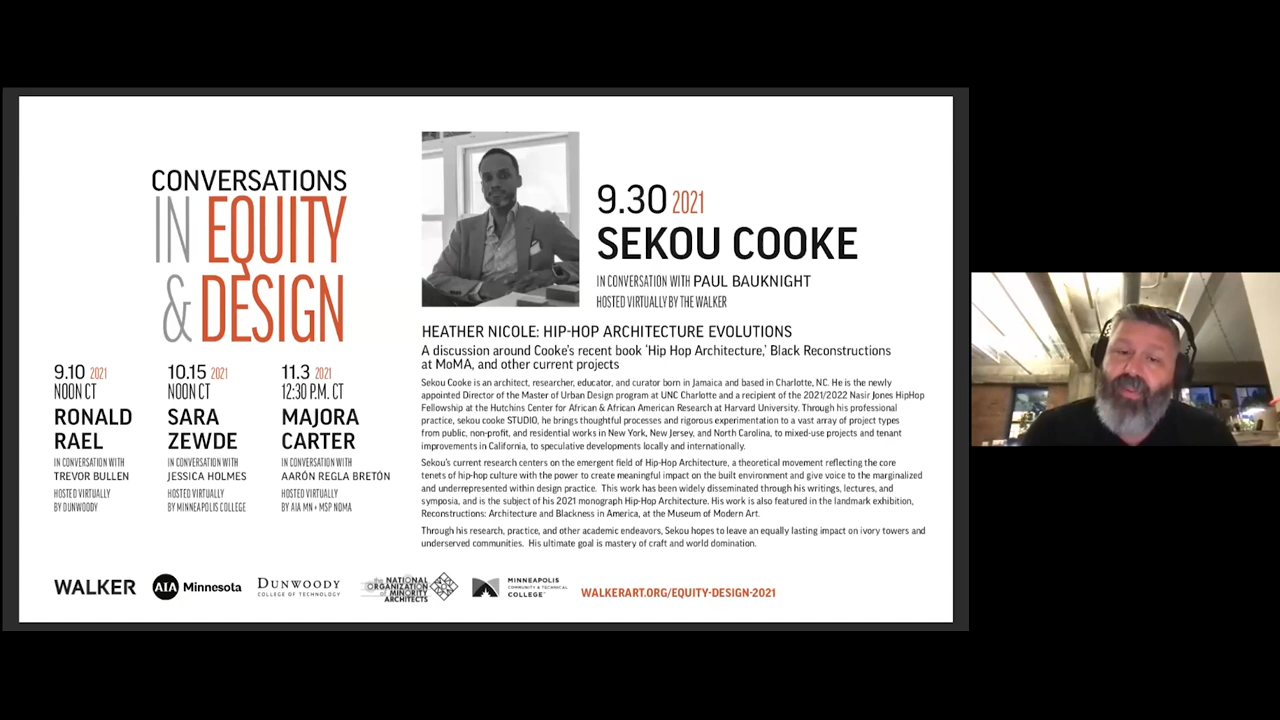 CONVERSATIONS
IN EQUITY
& DESIGN
9.10 2021
NOON CT
RONALD
RAEL
IN CONVERSATION WITH
TREVOR BULLEN
HOSTED VIRTUALLY
BY DUNWOODY
10.15 2021
NOON CT
SARA
ZEWDE
IN CONVERSATION WITH
JESSICA HOLMES
HOSTED VIRTUALLY
BY MINNEAPOLIS COLLEGE
11.3 2021
12:30 P.M. CT
MAJORA
CARTER
IN CONVERSATION WITH
AARÓN REGLA BRETÓN
HOSTED VIRTUALLY
BY AIA MN + MSP NOMA
9.30 2021
SEKOU COOKE
IN CONVERSATION WITH PAUL BAUKNIGHT
HOSTED VIRTUALLY BY THE WALKER
HEATHER NICOLE: HIP-HOP ARCHITECTURE EVOLUTIONS
A discussion around Cooke's recent book 'Hip Hop Architecture,' Black Reconstructions
at MoMA, and other current projects
Sekou Cooke is an architect, researcher, educator, and curator born in Jamaica and based in Charlotte, NC. He is the newly
appointed Director of the Master of Urban Design program at UNC Charlotte and a recipient of the 2021/2022 Nasir Jones HipHop
Fellowship at the Hutchins Center for African & African American Research at Harvard University. Through his professional
practice, sekou cooke STUDIO, he brings thoughtful processes and rigorous experimentation to a vast array of project types
from public, non-profit, and residential works in New York, New Jersey, and North Carolina, to mixed-use projects and tenant
improvements in California, to speculative developments locally and internationally.
Sekou's current research centers on the emergent field of Hip-Hop Architecture, a theoretical movement reflecting the core
tenets of hip-hop culture with the power to create meaningful impact on the built environment and give voice to the marginalized
and underrepresented within design practice. This work has been widely disseminated through his writings, lectures, and
symposia, and is the subject of his 2021 monograph Hip-Hop Architecture. His work is also featured in the landmark exhibition,
Reconstructions: Architecture and Blackness in America, at the Museum of Modern Art.
Through his research, practice, and other academic endeavors, Sekou hopes to leave an equally lasting impact on ivory towers and
underserved communities. His ultimate goal is mastery of craft and world domination.
WALKER
AIA Minnesota
DUNWOODY
COLLEGE OF TECHNOLOGY
NATIONAL
ORGANIZATION
OF MINORITY
ARCHITECTS
MINNEAPOLIS
COMMUNITY & TECHNICAL
COLLEGE
WALKERART.ORG/EQUITY-DESIGN-2021